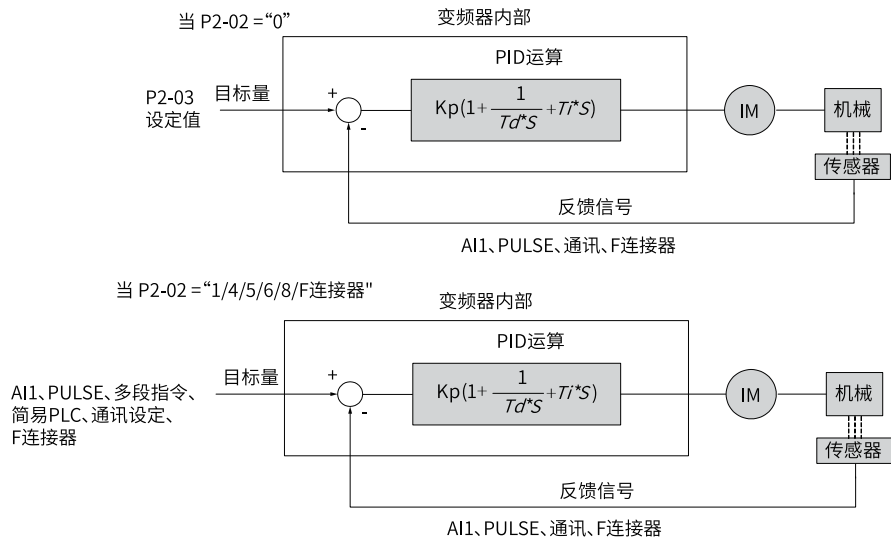 当 P2-02 =“0”
变频器内部
PID运算
P2-03
设定值
目标量
+
-
Kp(1+ 1/Td*S +Ti*S)
IM
机械
传感器
反馈信号
AI1、PULSE、通讯、F连接器
当 P2-02 =“1/4/5/6/8/F连接器"
变频器内部
PID运算
AI1、PULSE、多段指令、
简易PLC、通讯设定、
F连接器
目标量
+
-
Kp(1+ 1/Td*S +Ti*S)
IM
机械
传感器
反馈信号
AI1、PULSE、通讯、F连接器